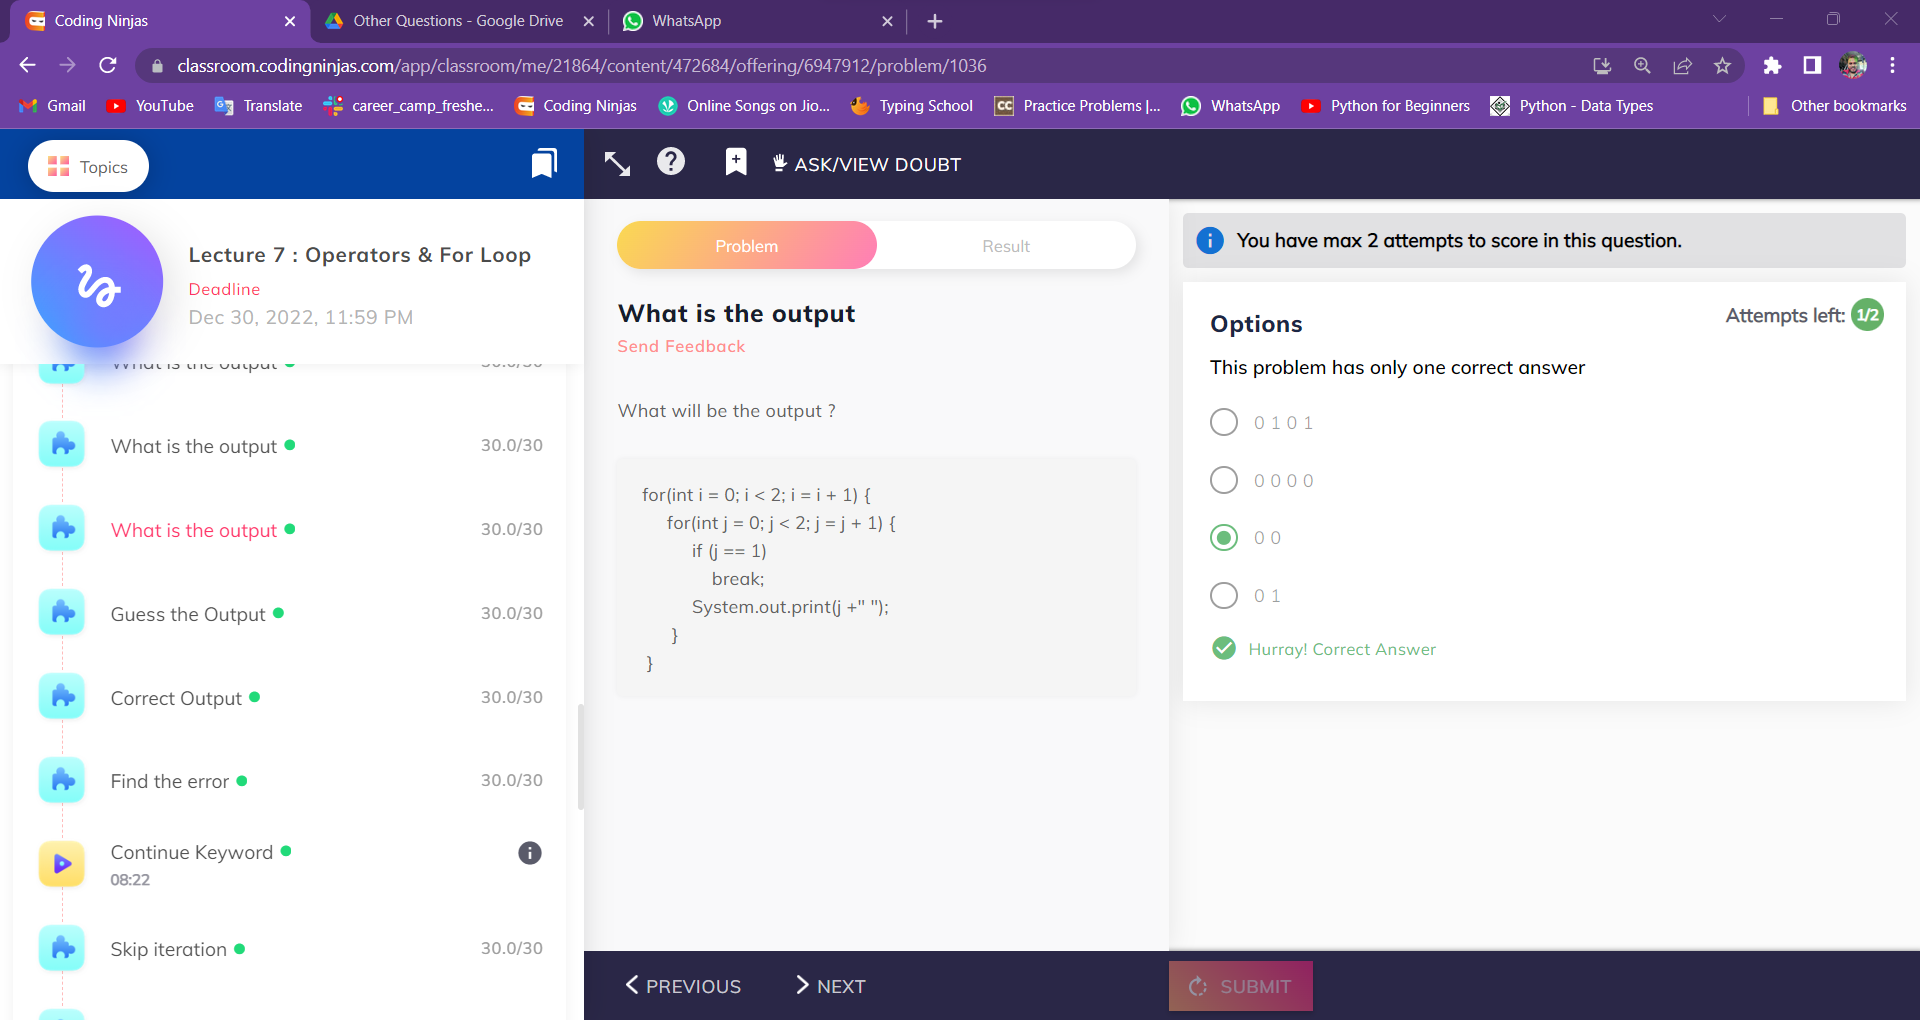 Coding Ninjas
Other Questions - Google Drive
WhatsApp
classroom.codingninjas.com/app/classroom/me/21864/content/472684/offering/6947912/problem/1036
Gmail
YouTube
Translate
career_camp_freshe...
Coding Ninjas
Online Songs on Jio...
Typing School
CC
Practice Problems |...
WhatsApp
Python for Beginners
Python - Data Types
Other bookmarks
Topics
ASK/VIEW DOUBT
Lecture 7 : Operators & For Loop
Deadline
Dec 30, 2022, 11:59 PM
What is the output
30.0/30
What is the output
30.0/30
What is the output
30.0/30
Guess the Output
30.0/30
Correct Output
30.0/30
Find the error
30.0/30
Continue Keyword
08:22
Skip iteration
30.0/30
Problem
Result
What is the output
Send Feedback
What will be the output ?
for(int i = 0; i < 2; i = i + 1) {
for(int j = 0; j < 2; j = j + 1) {
if (j == 1)
break;
System.out.print(j +" ");
}
}
You have max 2 attempts to score in this question.
Options
Attempts left: 1/2
This problem has only one correct answer
0 1 0 1
0 0 0 0
0 0
0 1
Hurray! Correct Answer
PREVIOUS
NEXT
SUBMIT